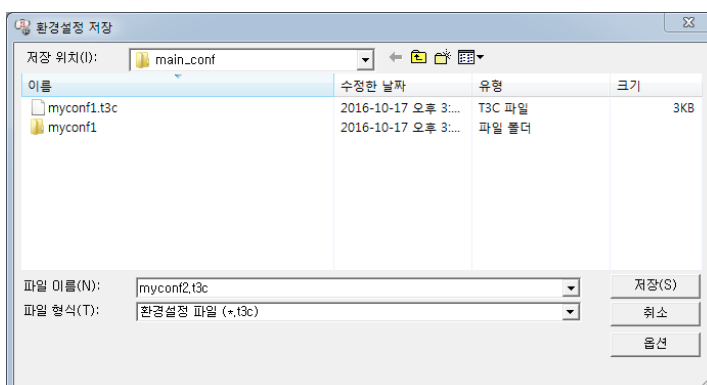 환경설정 저장
저장 위치(I): main_conf
이름 수정한 날짜 유형 크기
myconf1.t3c 2016-10-17 오후 3:... T3C 파일 3KB
myconf1 2016-10-17 오후 3:... 파일 폴더
파일 이름(N): myconf2.t3c 저장(S)
파일 형식(T): 환경설정 파일 (*.t3c) 취소
옵션